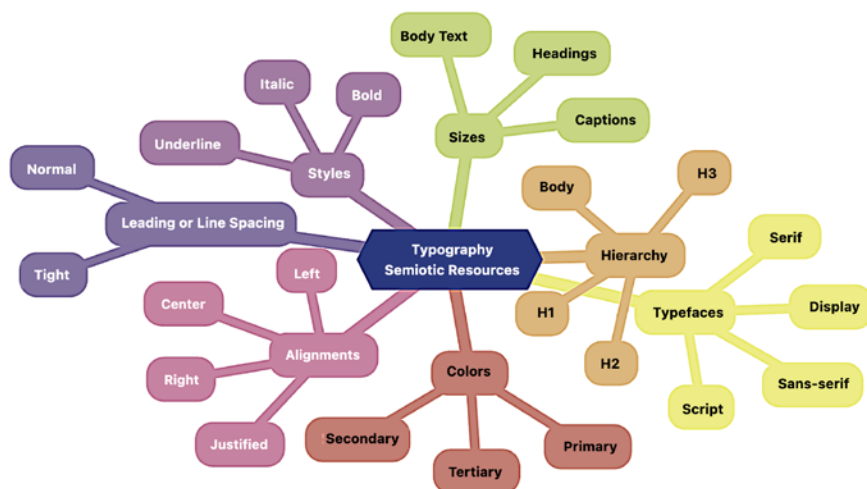 Body Text
Headings
Italic
Bold
Captions
Sizes
Underline
Normal
Styles
H3
Body
Leading or Line Spacing
Serif
Typography
Semiotic Resources
Hierarchy
Tight
Left
Center
H1
Typefaces
Display
Alignments
H2
Right
Colors
Sans-serif
Script
Justified
Secondary
Primary
Tertiary